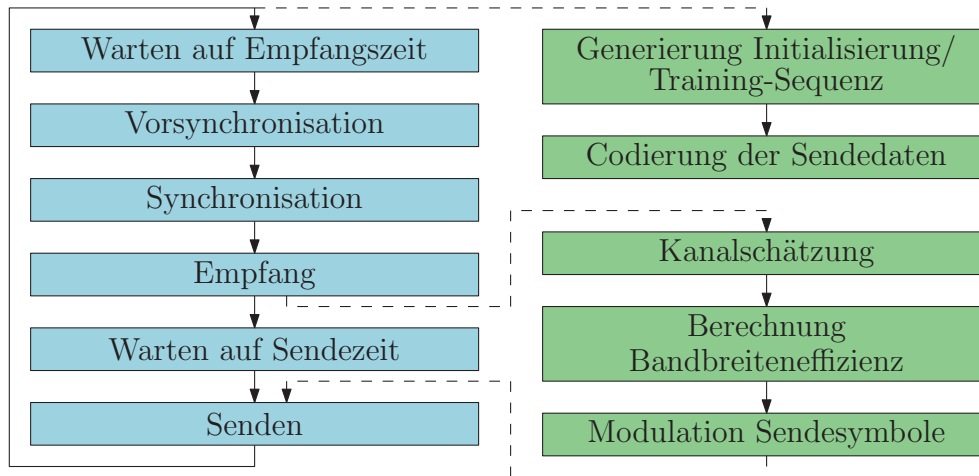 Warten auf Empfangszeit
Vorsynchronisation
Synchronisation
Empfang
Warten auf Sendezeit
Senden
Generierung Initialisierung/
Training-Sequenz
Codierung der Sendedaten
Kanalschätzung
Berechnung
Bandbreiteneffizienz
Modulation Sendesymbole